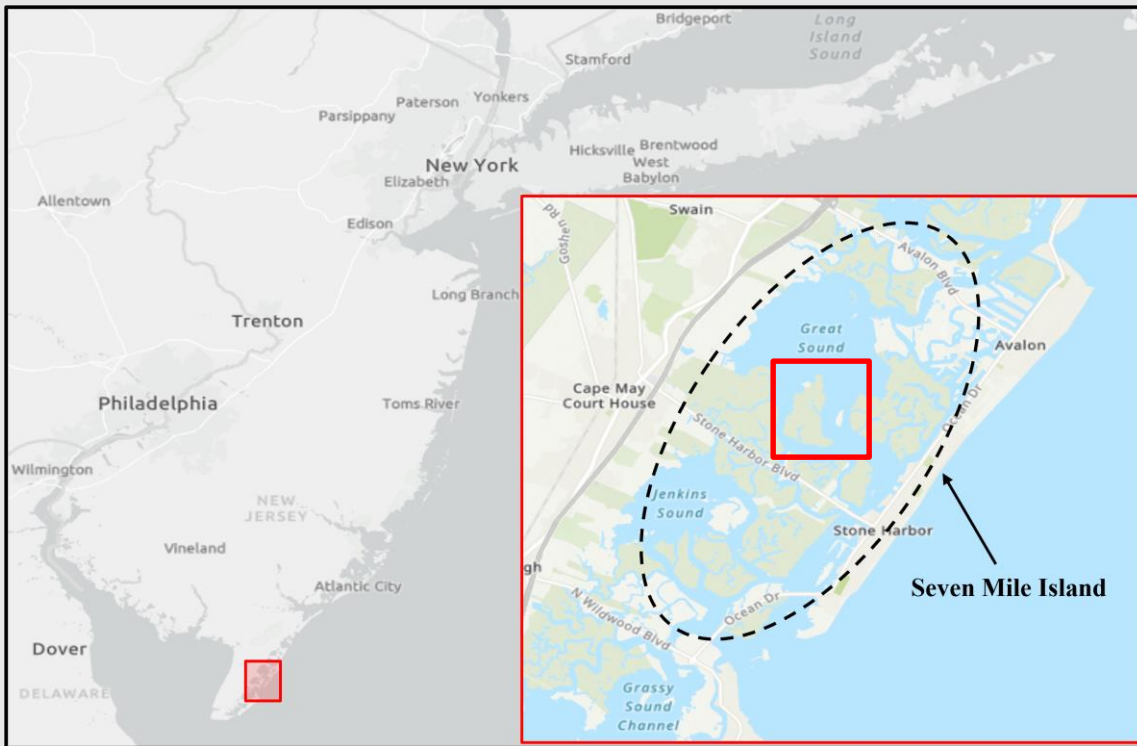 Bridgeport
Long
Island
Sound
Stamford
Yonkers
Paterson
Parsippany
New York
Hicksville
Brentwood
West
Babylon
Elizabeth
Allentown
Edison
Long Branch
Trenton
Toms River
Philadelphia
Wilmington
NEW
JERSEY
Vineland
Atlantic City
Dover
DELAWARE
Swain
Goshen Rd
Avalon Blvd
Great
Sound
Avalon
Cape May
Court House
Ocean Dr
Stone Harbor Blvd
Jenkins
Sound
Stone Harbor
gh
Seven Mile Island
N Wildwood Blvd
Ocean Dr
Grassy
Sound
Channel